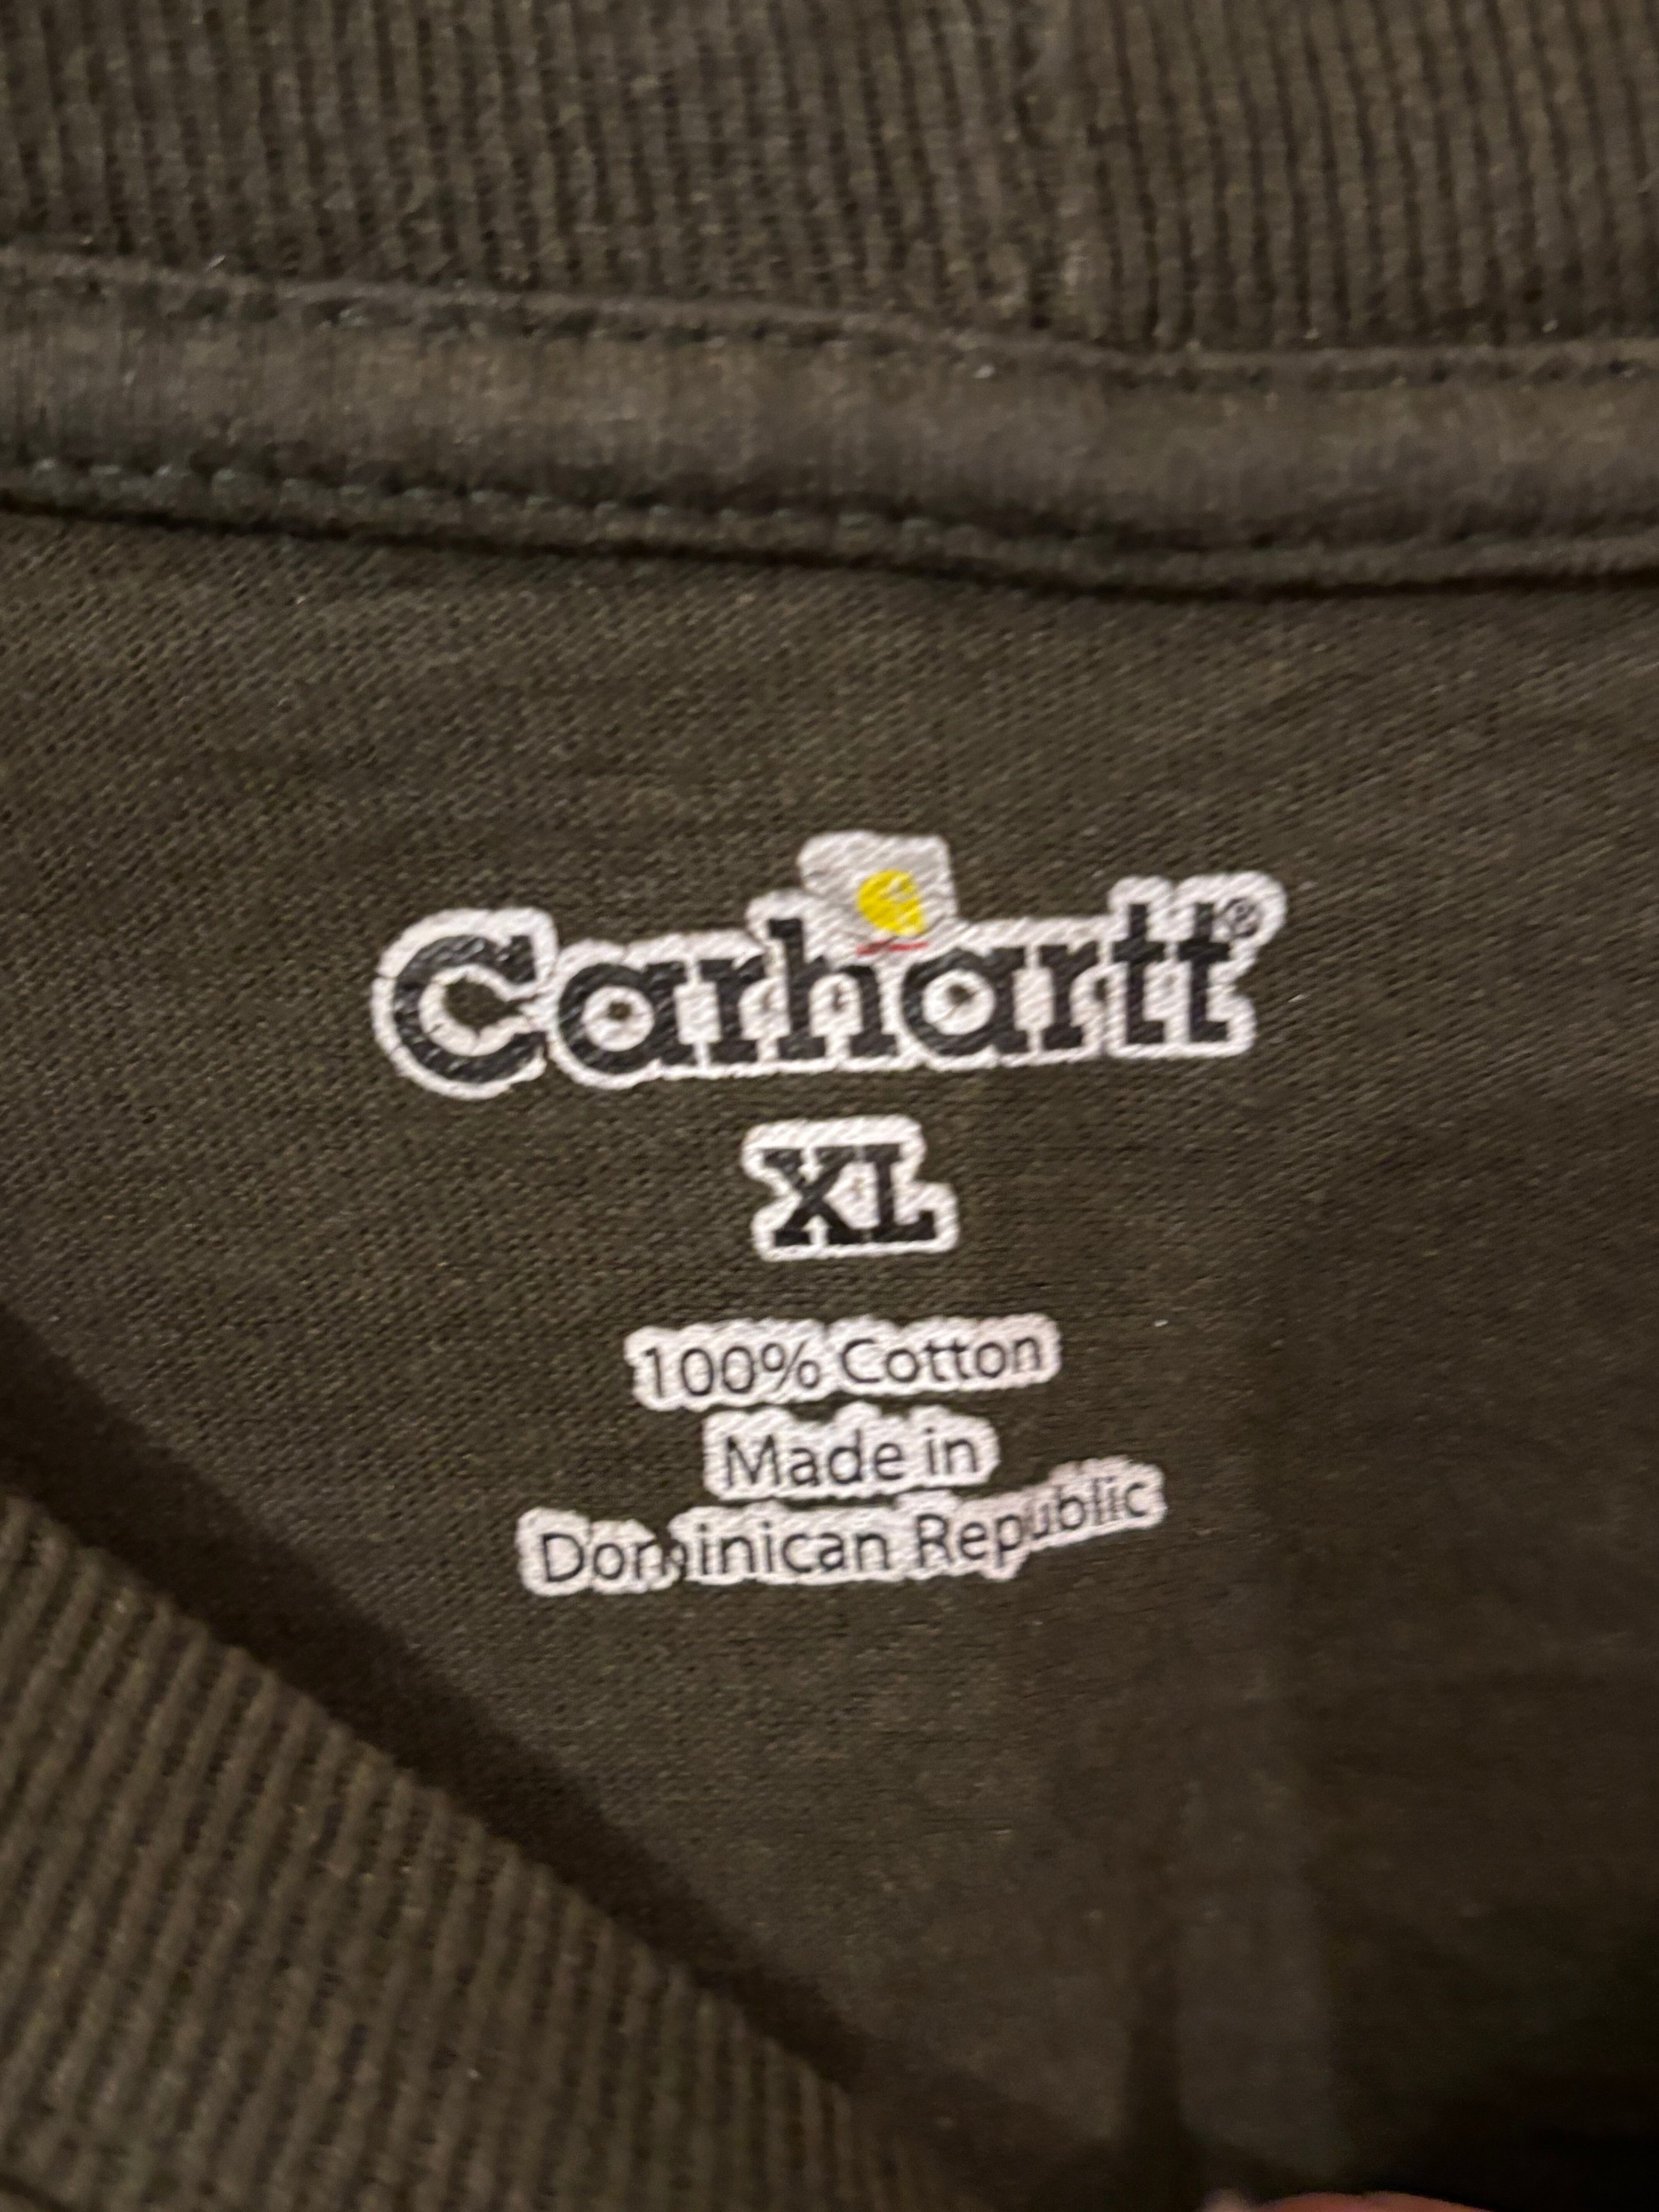 Carhartt®
XL
100% Cotton
Made in
Dominican Republic